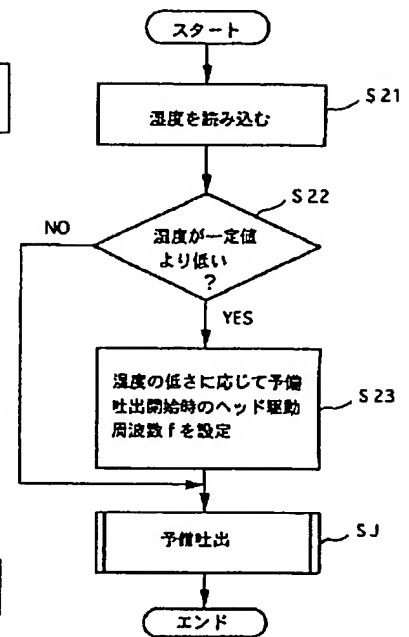 スタート
湿度を読み込む
S21
S22
湿度が一定値
より低い
?
NO
YES
湿度の低さに応じて予備
吐出開始時のヘッド駆動
周波数fを設定
S23
予備吐出
SJ
エンド